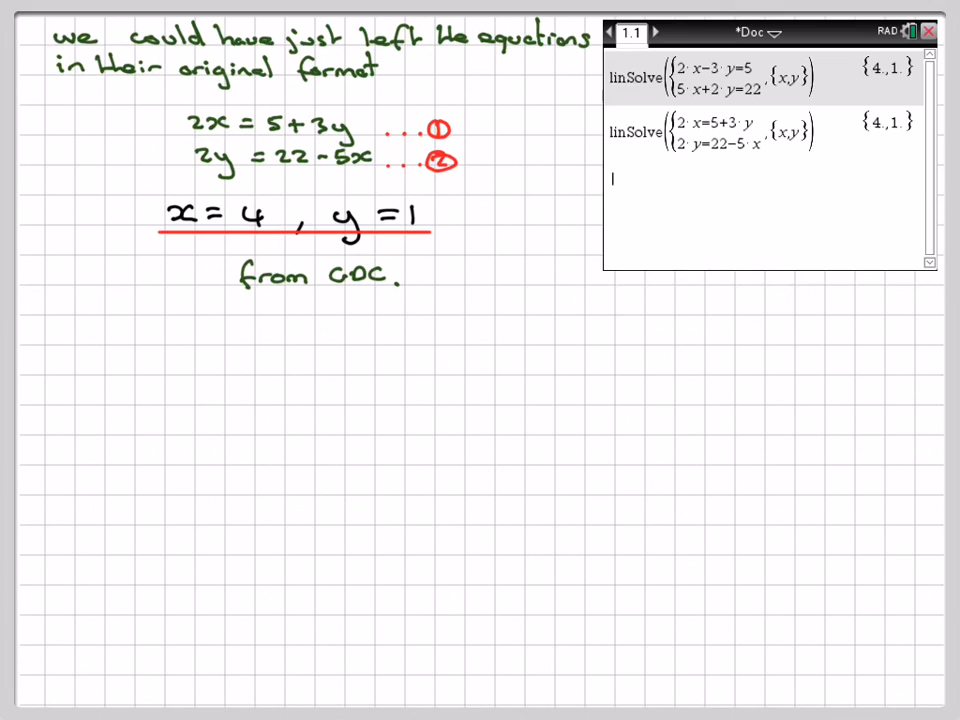 we could have just left the equations
in their original format
2x = 5+3y ...①
2y = 22-5x ...②
x = 4 , y = 1
from GDC.
1.1 *Doc RAD
linSolve({2·x−3·y=5 5·x+2·y=22,{x,y}) {4.,1.}
linSolve({2·x=5+3·y 2·y=22−5·x,{x,y}) {4.,1.}